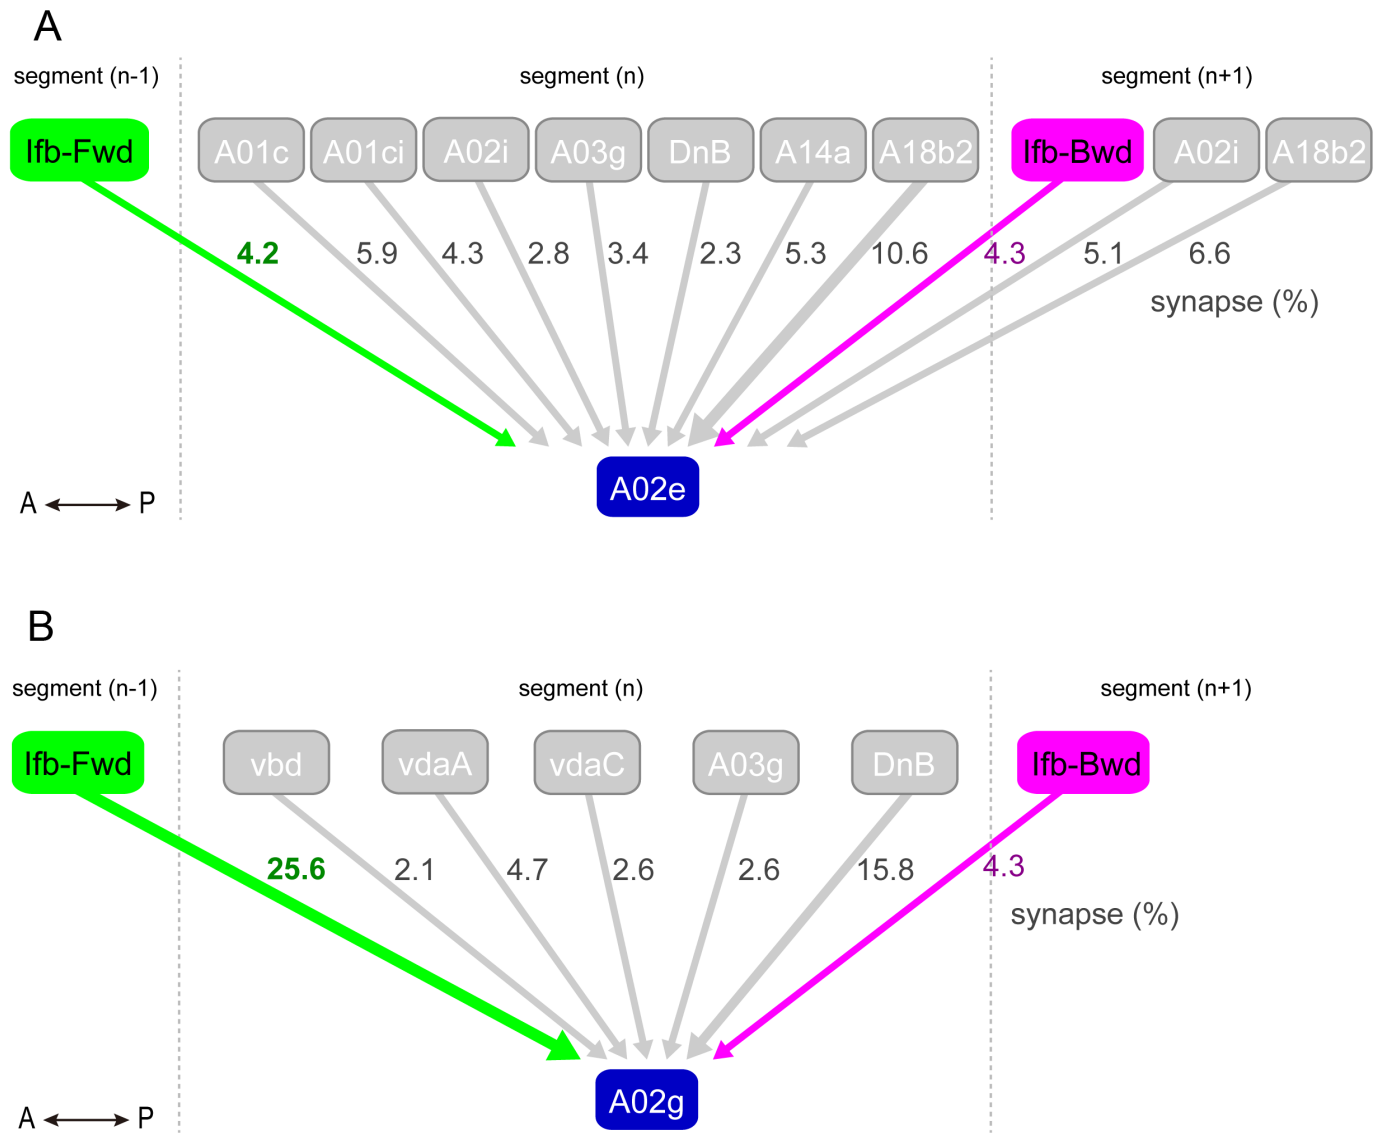 A
segment (n-1) segment (n) segment (n+1)
Ifb-Fwd A01c A01ci A02i A03g DnB A14a A18b2 Ifb-Bwd A02i A18b2
4.2 5.9 4.3 2.8 3.4 2.3 5.3 10.6 4.3 5.1 6.6
synapse (%)
A02e
A P
B
segment (n-1) segment (n) segment (n+1)
Ifb-Fwd vbd vdaA vdaC A03g DnB Ifb-Bwd
25.6 2.1 4.7 2.6 2.6 15.8 4.3
synapse (%)
A02g
A P